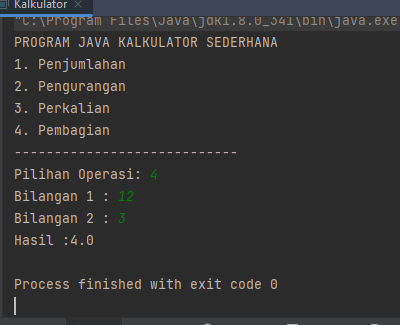 Kalkulator
"C:\Program Files\Java\jdk1.8.0_341\bin\java.exe
PROGRAM JAVA KALKULATOR SEDERHANA
1. Penjumlahan
2. Pengurangan
3. Perkalian
4. Pembagian
----------------------------
Pilihan Operasi: 4
Bilangan 1 : 12
Bilangan 2 : 3
Hasil :4.0
Process finished with exit code 0